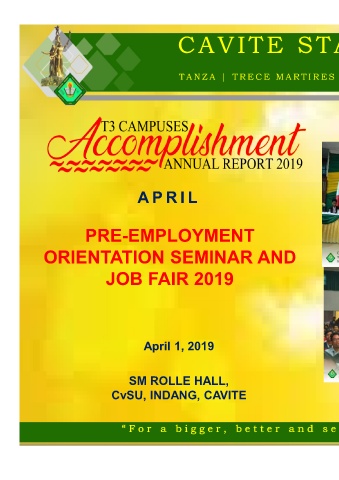 CAVITE STA
TANZA | TRECE MARTIRES
T3 CAMPUSES
Accomplishment
ANNUAL REPORT 2019
APRIL
PRE-EMPLOYMENT
ORIENTATION SEMINAR AND
JOB FAIR 2019
April 1, 2019
SM ROLLE HALL,
CvSU, INDANG, CAVITE
"For a bigger, better and se